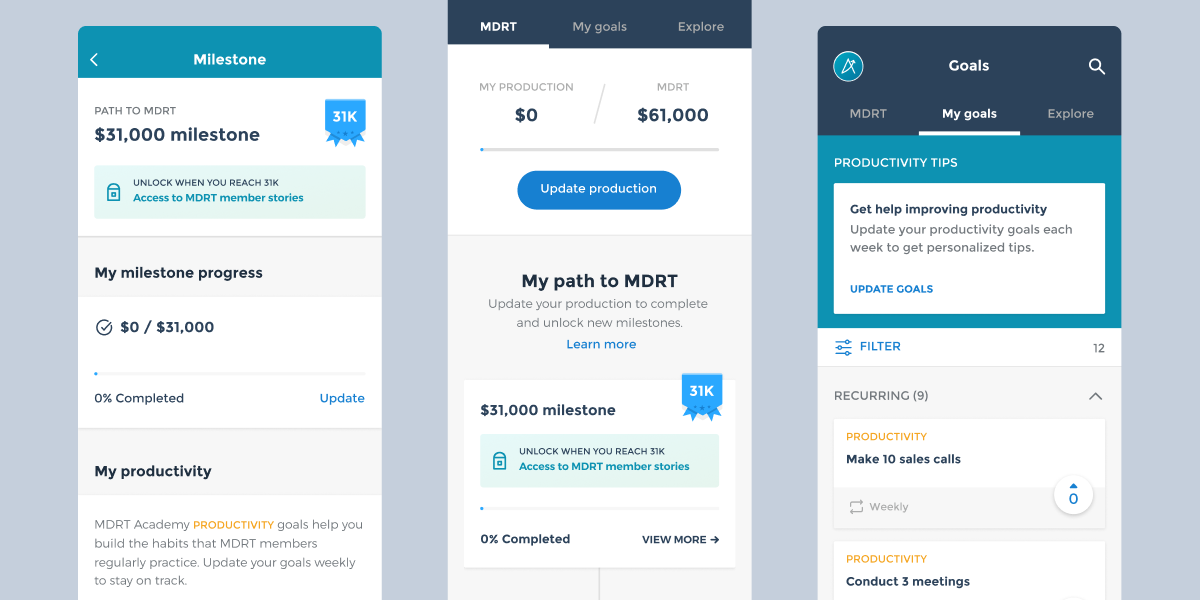 Milestone
PATH TO MDRT
$31,000 milestone
31K
UNLOCK WHEN YOU REACH 31K
Access to MDRT member stories
My milestone progress
$0 / $31,000
0% Completed
Update
My productivity
MDRT Academy PRODUCTIVITY goals help you
build the habits that MDRT members
regularly practice. Update your goals weekly
to stay on track.
MDRT
My goals
Explore
MY PRODUCTION
$0
MDRT
$61,000
Update production
My path to MDRT
Update your production to complete
and unlock new milestones.
Learn more
31K
$31,000 milestone
UNLOCK WHEN YOU REACH 31K
Access to MDRT member stories
0% Completed
VIEW MORE →
Goals
MDRT
My goals
Explore
PRODUCTIVITY TIPS
Get help improving productivity
Update your productivity goals each
week to get personalized tips.
UPDATE GOALS
FILTER
12
RECURRING (9)
PRODUCTIVITY
Make 10 sales calls
Weekly
0
PRODUCTIVITY
Conduct 3 meetings